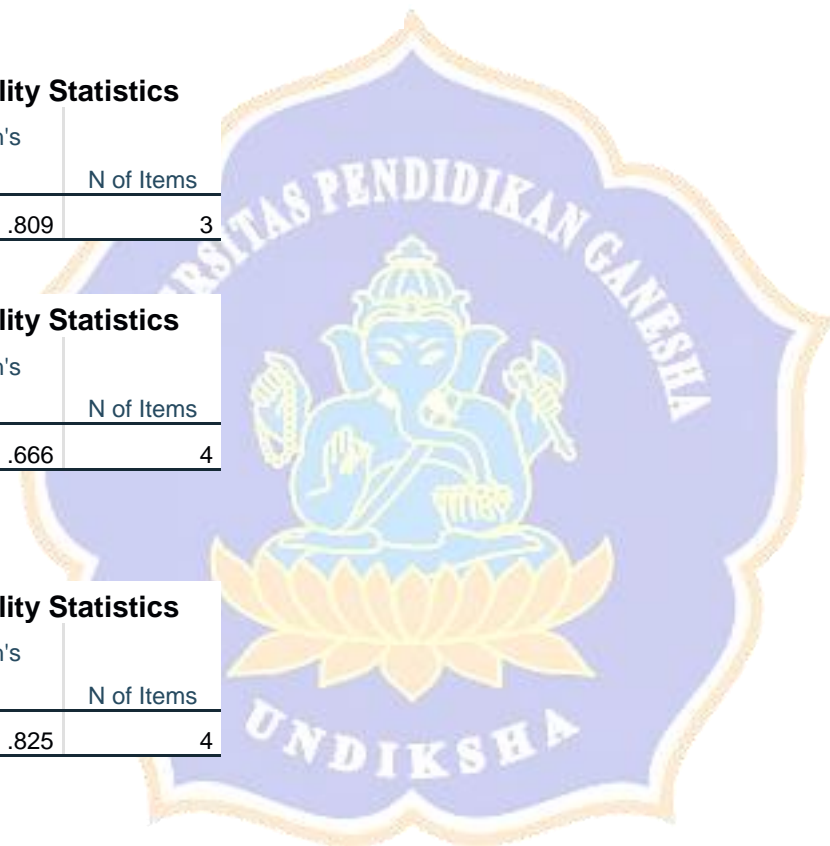 lity Statistics
n's
N of Items
.809 3
lity Statistics
n's
N of Items
.666 4
lity Statistics
n's
N of Items
.825 4
RSITAS PENDIDIKAN GANESHA
UNDIKSHA